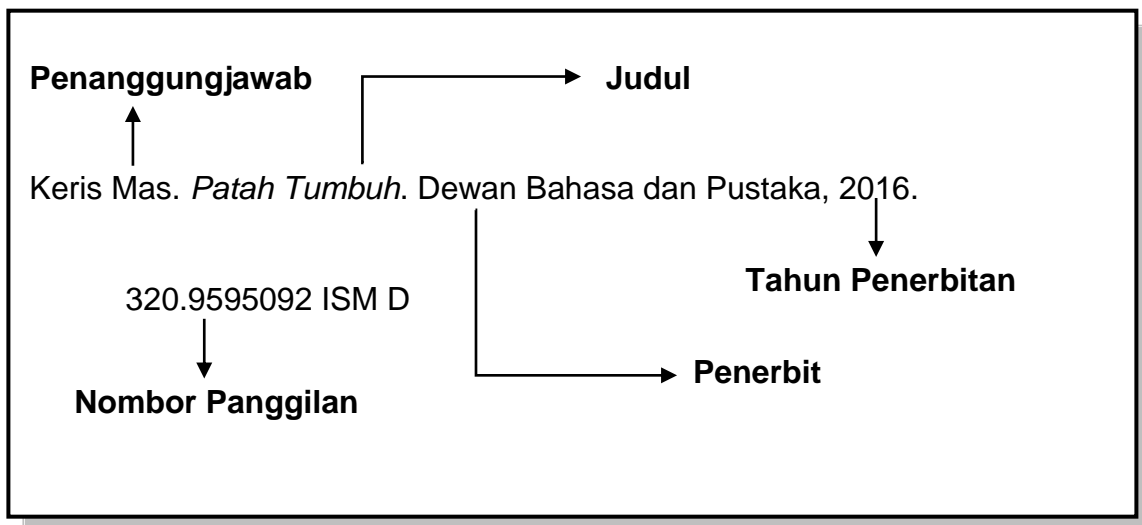 Penanggungjawab
Judul
Keris Mas. Patah Tumbuh. Dewan Bahasa dan Pustaka, 2016.
Tahun Penerbitan
320.9595092 ISM D
Penerbit
Nombor Panggilan